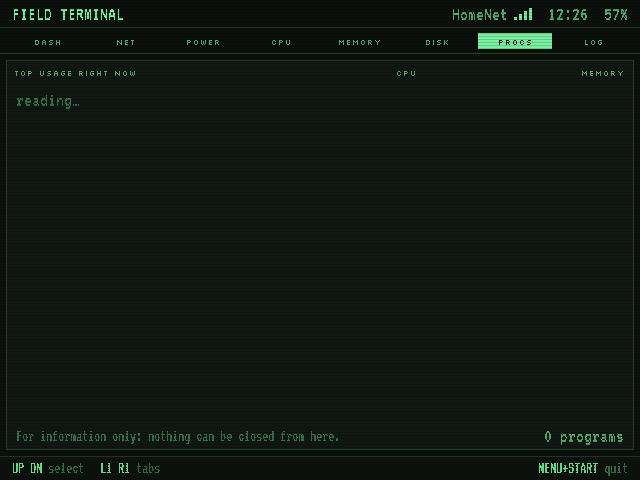 FIELD TERMINAL HomeNet 12:26 57%
DASH NET POWER CPU MEMORY DISK PROCS LOG
TOP USAGE RIGHT NOW CPU MEMORY
reading…
For information only: nothing can be closed from here. 0 programs
UP DN select L1 R1 tabs MENU+START quit